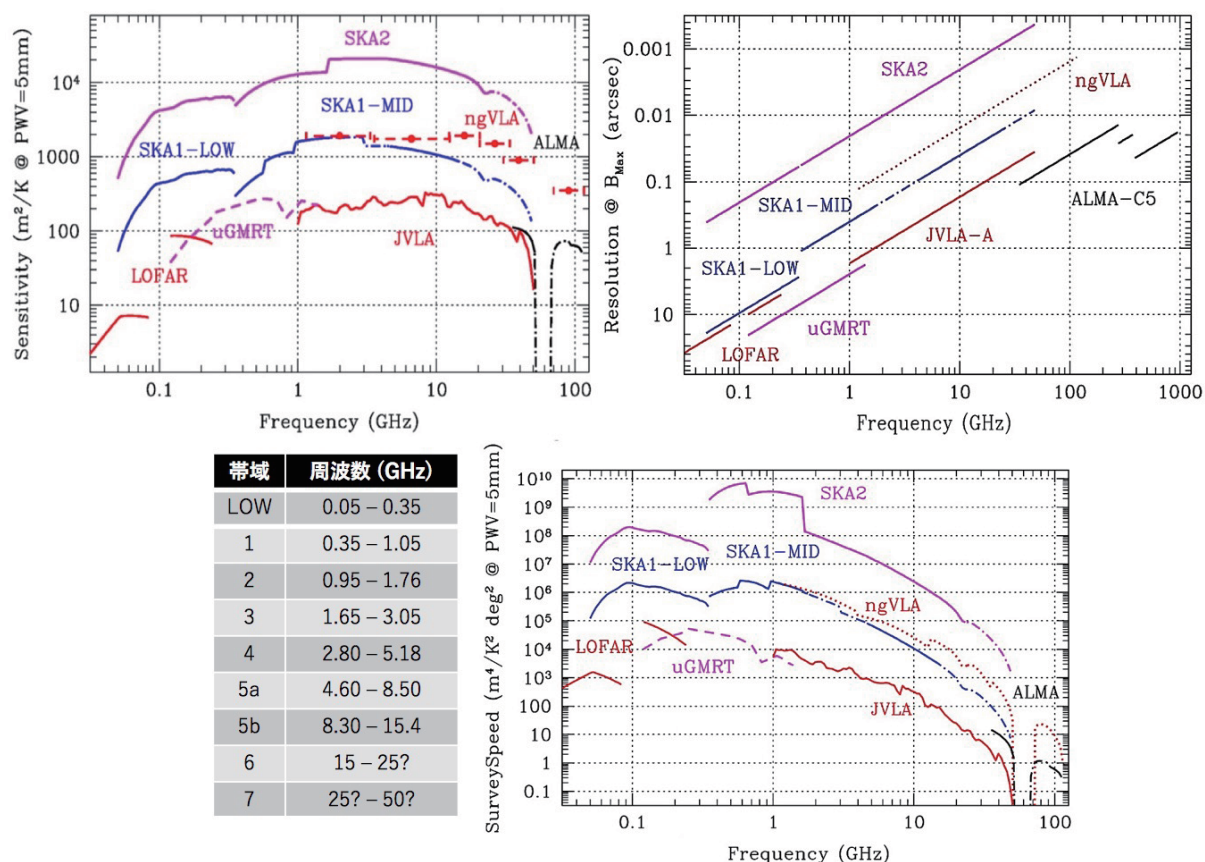 Sensitivity (m²/K @ PWV=5mm)
10⁴
1000
100
10
SKA2
SKA1-MID
ngVLA
ALMA
SKA1-LOW
uGMRT
JVLA
LOFAR
0.1 1 10 100
Frequency (GHz)
Resolution @ B_Max (arcsec)
0.001
0.01
0.1
1
10
SKA2
ngVLA
SKA1-MID
ALMA-C5
JVLA-A
SKA1-LOW
uGMRT
LOFAR
0.1 1 10 100 1000
Frequency (GHz)
帯域 周波数 (GHz)
LOW 0.05 – 0.35
1 0.35 – 1.05
2 0.95 – 1.76
3 1.65 – 3.05
4 2.80 – 5.18
5a 4.60 – 8.50
5b 8.30 – 15.4
6 15 – 25?
7 25? – 50?
SurveySpeed (m⁴/K² deg² @ PWV=5mm)
10¹⁰
10⁹
10⁸
10⁷
10⁶
10⁵
10⁴
10³
100
10
1
0.1
SKA2
SKA1-LOW
SKA1-MID
ngVLA
LOFAR
uGMRT
ALMA
JVLA
0.1 1 10 100
Frequency (GHz)